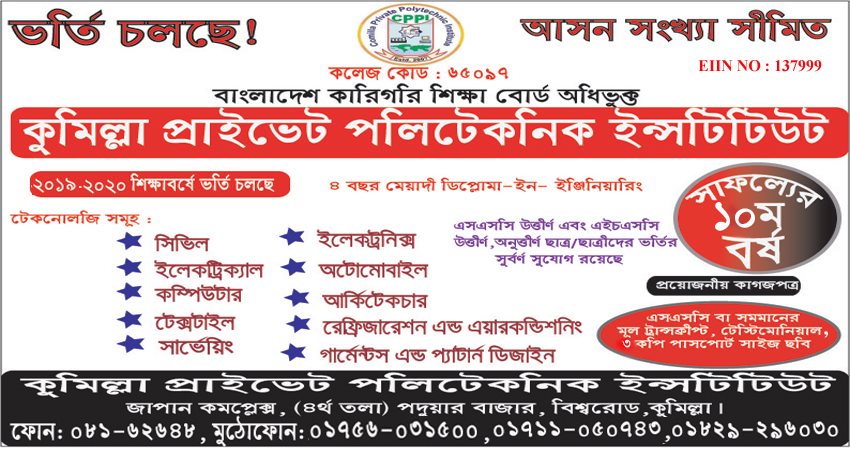 ভর্তি চলছে!
Comilla Private Polytechnic Institute
CPPI
Estd. 2001
আসন সংখ্যা সীমিত
EIIN NO : 137999
কলেজ কোড : ৬৫০৯৭
বাংলাদেশ কারিগরি শিক্ষা বোর্ড অধিভুক্ত
কুমিল্লা প্রাইভেট পলিটেকনিক ইন্সটিটিউট
২০১৯-২০২০ শিক্ষাবর্ষে ভর্তি চলছে
৪ বছর মেয়াদী ডিপ্লোমা-ইন- ইঞ্জিনিয়ারিং
সাফল্যের
১০ম
বর্ষ
টেকনোলজি সমূহ :
সিভিল
ইলেকট্রিক্যাল
কম্পিউটার
টেক্সটাইল
সার্ভেয়িং
ইলেকট্রনিক্স
অটোমোবাইল
আর্কিটেকচার
রেফ্রিজারেশন এন্ড এয়ারকন্ডিশনিং
গার্মেন্টস এন্ড প্যাটার্ন ডিজাইন
এসএসসি উত্তীর্ণ এবং এইচএসসি
উত্তীর্ণ,অনুত্তীর্ণ ছাত্র/ছাত্রীদের ভর্তির
সুবর্ণ সুযোগ রয়েছে
প্রয়োজনীয় কাগজপত্র
এসএসসি বা সমমানের
মূল ট্রান্সক্রীপ্ট, টেস্টিমোনিয়াল,
৩ কপি পাসপোর্ট সাইজ ছবি
কুমিল্লা প্রাইভেট পলিটেকনিক ইন্সটিটিউট
জাপান কমপ্লেক্স, (৪র্থ তলা) পদুয়ার বাজার, বিশ্বরোড,কুমিল্লা।
ফোন: ০৮১-৬২৬৪৮, মুঠোফোন:০১৭৫৬-০৩১৫০০,০১৭১১-০৫০৭৪৩,০১৮২৯-২৯৬০৩০